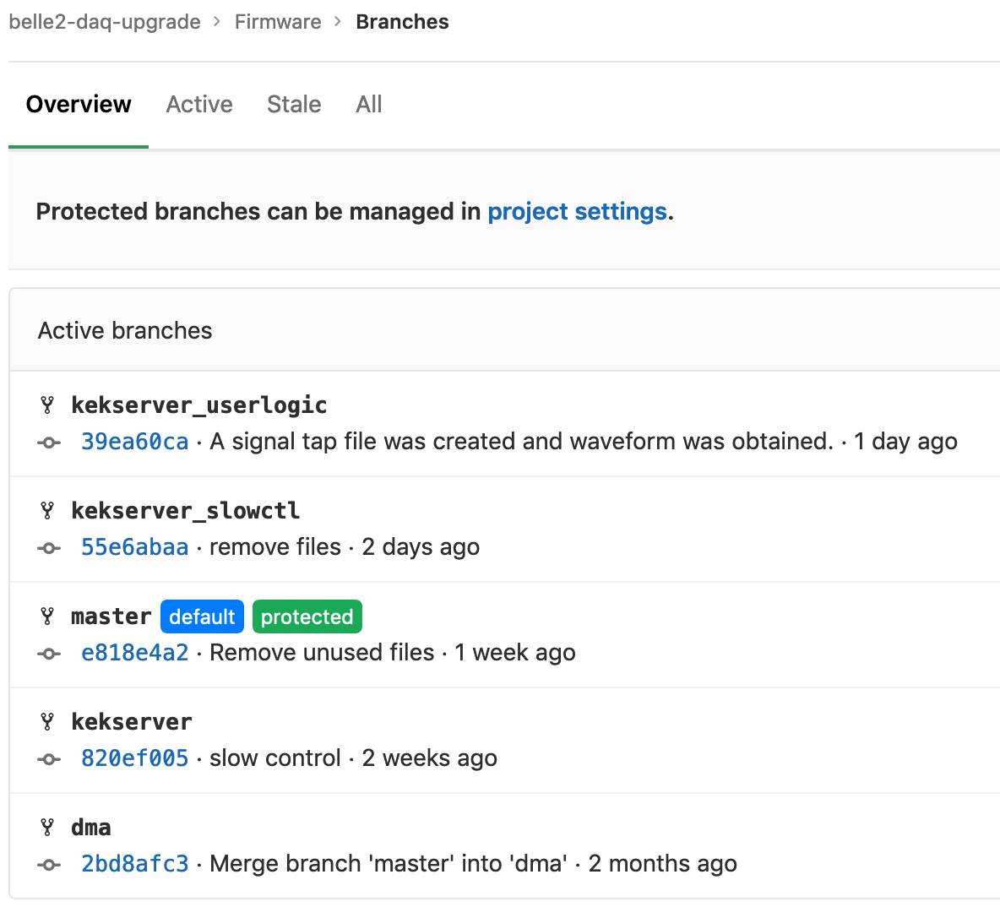 belle2-daq-upgrade > Firmware > Branches
Overview Active Stale All
Protected branches can be managed in project settings.
Active branches
kekserver_userlogic
39ea60ca · A signal tap file was created and waveform was obtained. · 1 day ago
kekserver_slowctl
55e6abaa · remove files · 2 days ago
master default protected
e818e4a2 · Remove unused files · 1 week ago
kekserver
820ef005 · slow control · 2 weeks ago
dma
2bd8afc3 · Merge branch 'master' into 'dma' · 2 months ago